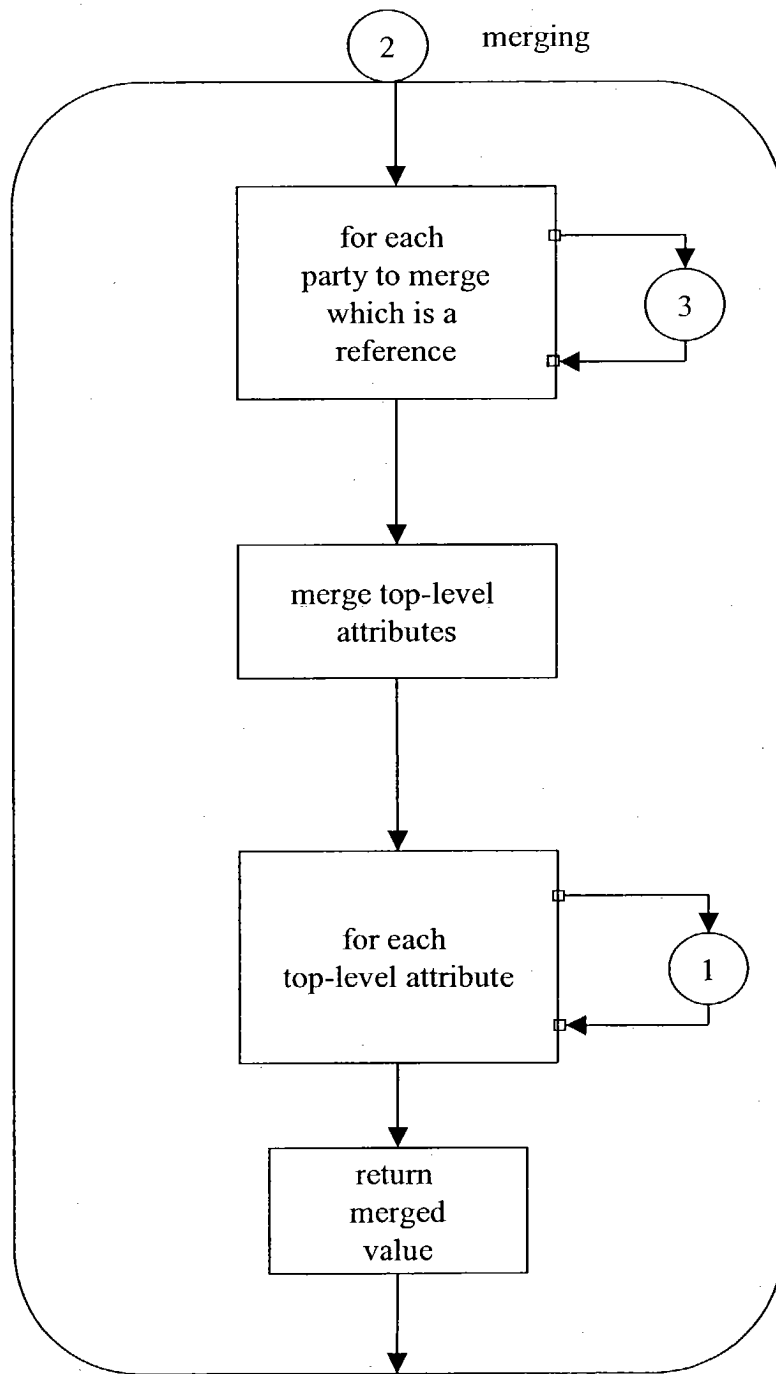 2
merging
for each
party to merge
which is a
reference
3
merge top-level
attributes
for each
top-level attribute
1
return
merged
value